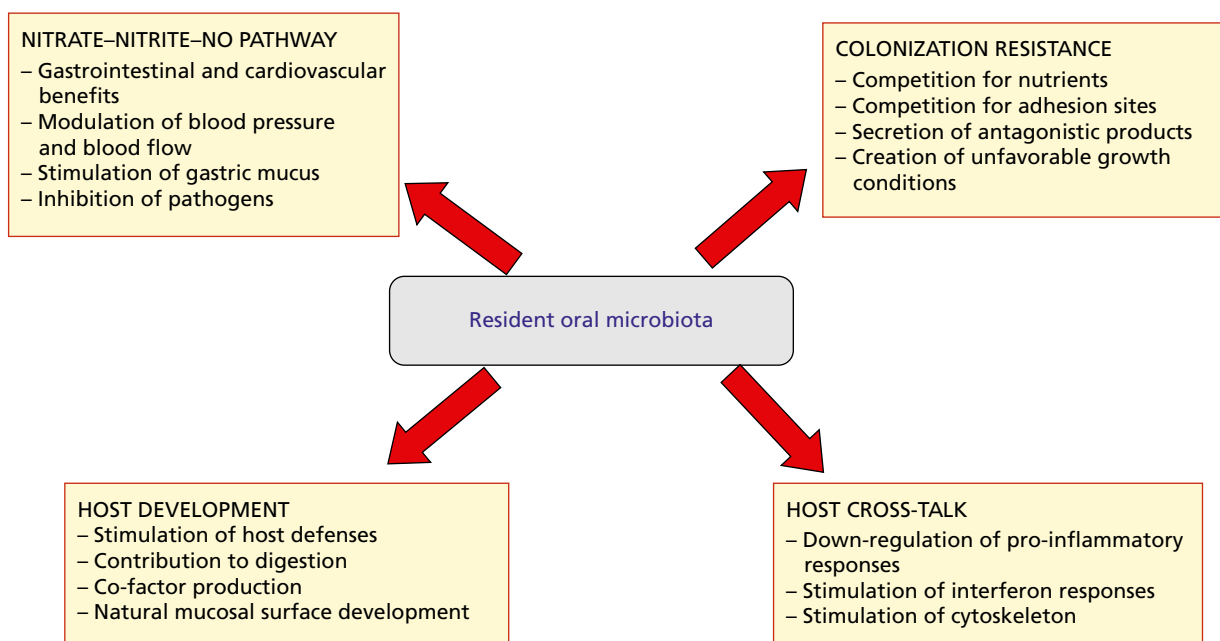 NITRATE–NITRITE–NO PATHWAY
– Gastrointestinal and cardiovascular
benefits
– Modulation of blood pressure
and blood flow
– Stimulation of gastric mucus
– Inhibition of pathogens
COLONIZATION RESISTANCE
– Competition for nutrients
– Competition for adhesion sites
– Secretion of antagonistic products
– Creation of unfavorable growth
conditions
Resident oral microbiota
HOST DEVELOPMENT
– Stimulation of host defenses
– Contribution to digestion
– Co-factor production
– Natural mucosal surface development
HOST CROSS-TALK
– Down-regulation of pro-inflammatory
responses
– Stimulation of interferon responses
– Stimulation of cytoskeleton